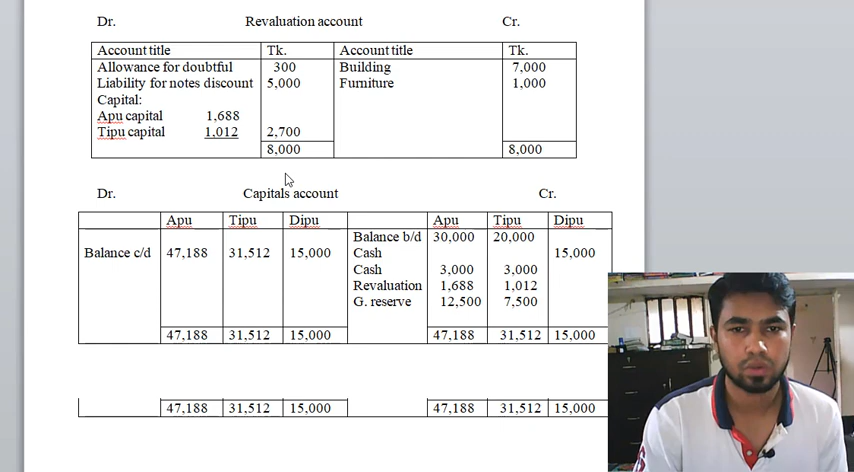 Dr. Revaluation account Cr.
Account title Tk. Account title Tk.
Allowance for doubtful 300 Building 7,000
Liability for notes discount 5,000 Furniture 1,000
Capital:
Apu capital 1,688
Tipu capital 1,012 2,700
8,000 8,000
Dr. Capitals account Cr.
Apu Tipu Dipu Apu Tipu Dipu
Balance b/d 30,000 20,000
Balance c/d 47,188 31,512 15,000 Cash 15,000
Cash 3,000 3,000
Revaluation 1,688 1,012
G. reserve 12,500 7,500
47,188 31,512 15,000 47,188 31,512 15,000
47,188 31,512 15,000 47,188 31,512 15,000